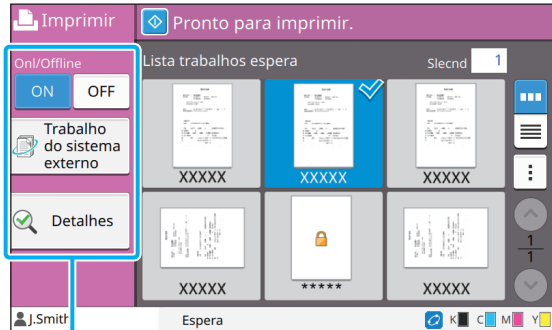 Imprimir
Pronto para imprimir.
Onl/Offline
ON OFF
Trabalho
do sistema
externo
Detalhes
Lista trabalhos espera
Slecnd 1
XXXXX XXXXX XXXXX
XXXXX ***** XXXXX
1
1
J.Smith
Espera
K C M Y